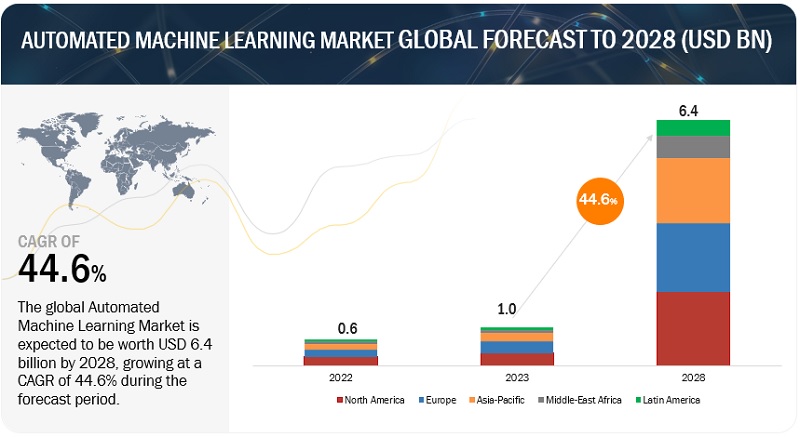 AUTOMATED MACHINE LEARNING MARKET GLOBAL FORECAST TO 2028 (USD BN)
CAGR OF
44.6%
The global Automated
Machine Learning Market is
expected to be worth USD 6.4
billion by 2028, growing at a
CAGR of 44.6% during the
forecast period.
0.6
1.0
44.6%
6.4
2022 2023 2028
North America Europe Asia-Pacific Middle-East Africa Latin America